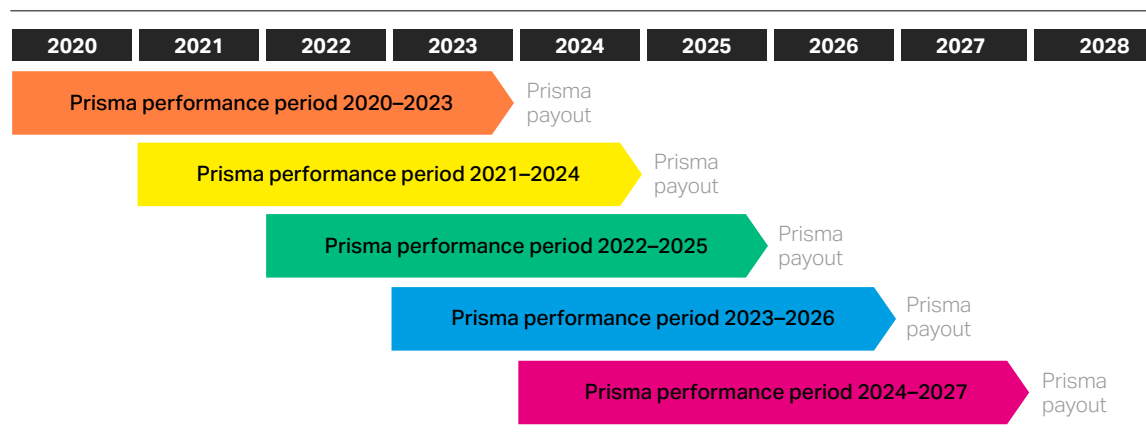 2020 2021 2022 2023 2024 2025 2026 2027 2028
Prisma performance period 2020–2023
Prisma
payout
Prisma performance period 2021–2024
Prisma
payout
Prisma performance period 2022–2025
Prisma
payout
Prisma performance period 2023–2026
Prisma
payout
Prisma performance period 2024–2027
Prisma
payout